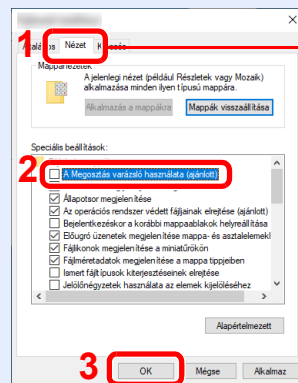 1
Nézet
Mappanézetek
A jelenlegi nézet (például Részletek vagy Mozaik)
alkalmazása minden ilyen típusú mappára.
Alkalmazás a mappákra
Mappák visszaállítása
Speciális beállítások:
2
A Megosztás varázsló használata (ajánlott)
Állapotsor megjelenítése
Az operációs rendszer védett fájljainak elrejtése (ajánlott)
Bejelentkezéskor a korábbi mappaablakok helyreállítása
Előugró üzenetek megjelenítése mappa- és asztalelemekl
Fájlikonok megjelenítése a miniatűrökön
Fájlméretadatok megjelenítése a mappa tippjeiben
Ismert fájltípusok kiterjesztéseinek elrejtése
Jelölőnégyzetek használata az elemek kijelöléséhez
Alapértelmezett
3
OK
Mégse
Alkalmaz